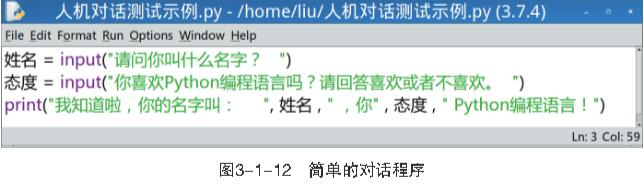 人机对话测试示例.py - /home/liu/人机对话测试示例.py (3.7.4)
File Edit Format Run Options Window Help
姓名 = input("请问你叫什么名字？ ")
态度 = input("你喜欢Python编程语言吗？请回答喜欢或者不喜欢。 ")
print("我知道啦，你的名字叫： ", 姓名 , " ，你" , 态度 , " Python编程语言！")
Ln: 3 Col: 59
图3-1-12 简单的对话程序